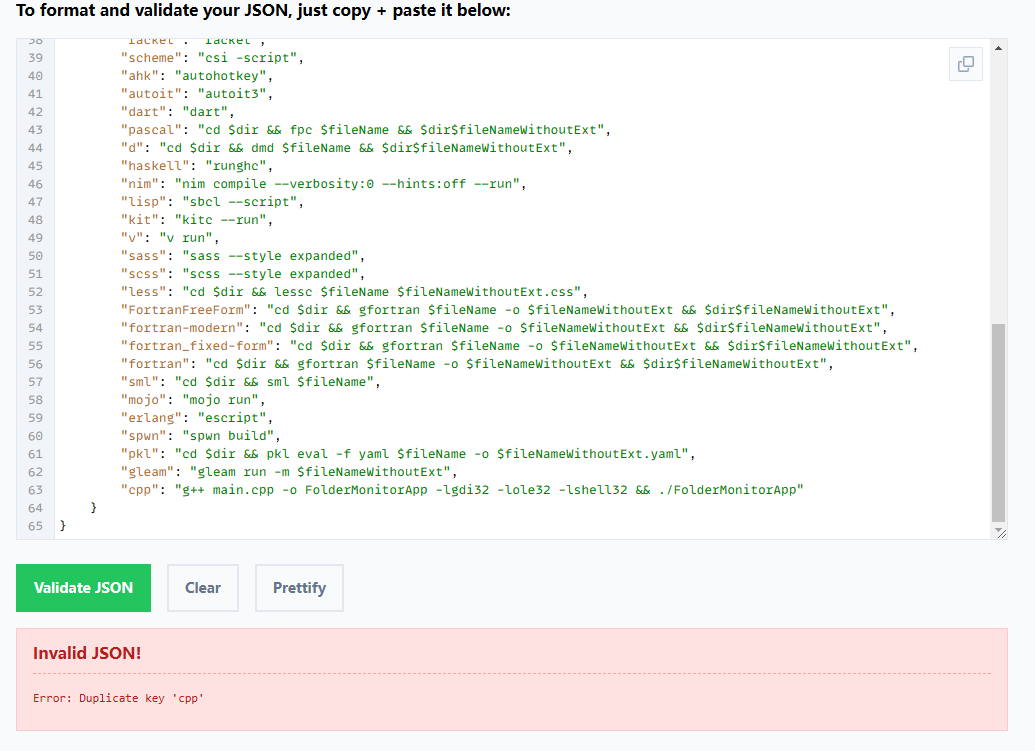 To format and validate your JSON, just copy + paste it below:
38 "racket": "racket",
39 "scheme": "csi -script",
40 "ahk": "autohotkey",
41 "autoit": "autoit3",
42 "dart": "dart",
43 "pascal": "cd $dir && fpc $fileName && $dir$fileNameWithoutExt",
44 "d": "cd $dir && dmd $fileName && $dir$fileNameWithoutExt",
45 "haskell": "runghc",
46 "nim": "nim compile --verbosity:0 --hints:off --run",
47 "lisp": "sbcl --script",
48 "kit": "kitc --run",
49 "v": "v run",
50 "sass": "sass --style expanded",
51 "scss": "scss --style expanded",
52 "less": "cd $dir && lessc $fileName $fileNameWithoutExt.css",
53 "FortranFreeForm": "cd $dir && gfortran $fileName -o $fileNameWithoutExt && $dir$fileNameWithoutExt",
54 "fortran-modern": "cd $dir && gfortran $fileName -o $fileNameWithoutExt && $dir$fileNameWithoutExt",
55 "fortran_fixed-form": "cd $dir && gfortran $fileName -o $fileNameWithoutExt && $dir$fileNameWithoutExt",
56 "fortran": "cd $dir && gfortran $fileName -o $fileNameWithoutExt && $dir$fileNameWithoutExt",
57 "sml": "cd $dir && sml $fileName",
58 "mojo": "mojo run",
59 "erlang": "escript",
60 "spwn": "spwn build",
61 "pkl": "cd $dir && pkl eval -f yaml $fileName -o $fileNameWithoutExt.yaml",
62 "gleam": "gleam run -m $fileNameWithoutExt",
63 "cpp": "g++ main.cpp -o FolderMonitorApp -lgdi32 -lole32 -lshell32 && ./FolderMonitorApp"
64 }
65 }
Validate JSON
Clear
Prettify
Invalid JSON!
Error: Duplicate key 'cpp'